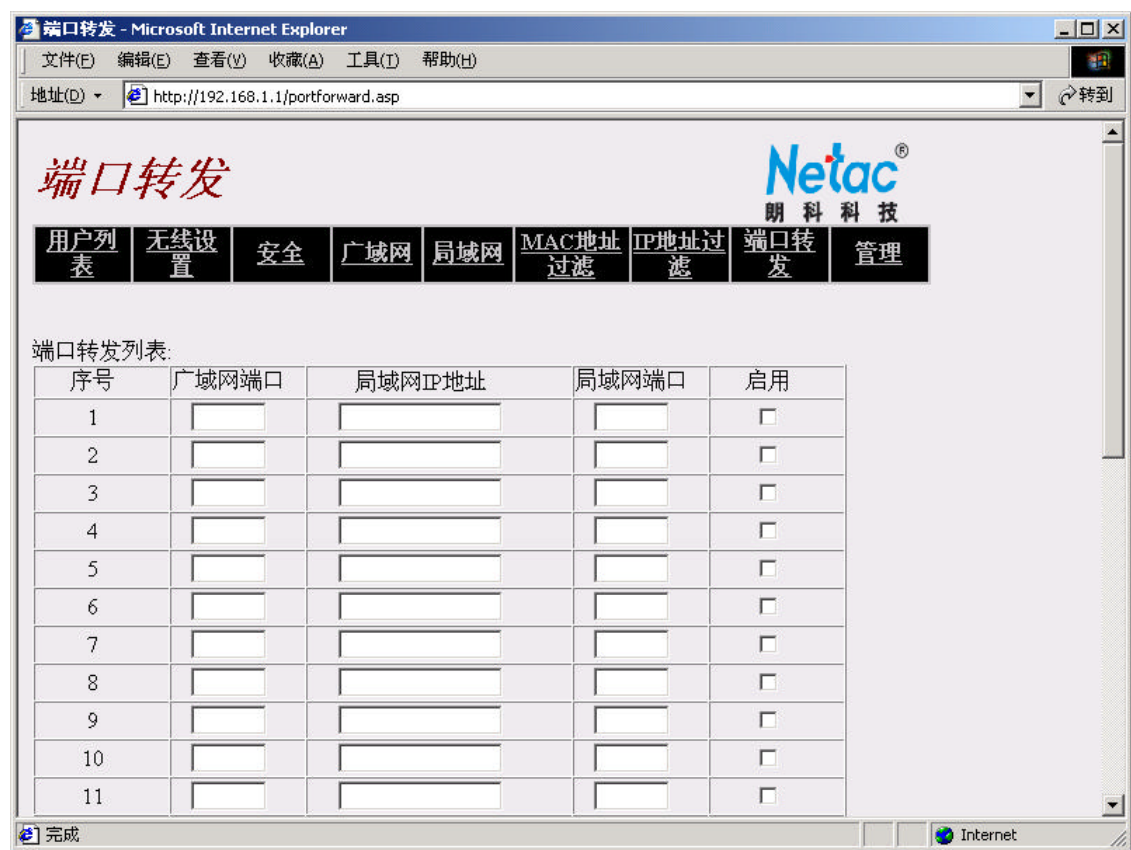 端口转发 - Microsoft Internet Explorer
文件(F) 编辑(E) 查看(V) 收藏(A) 工具(T) 帮助(H)
地址(D) http://192.168.1.1/portforward.asp 转到
端口转发
Netac®
朗科科技
用户列表 无线设置 安全 广域网 局域网 MAC地址过滤 IP地址过滤 端口转发 管理
端口转发列表:
序号 广域网端口 局域网IP地址 局域网端口 启用
1
2
3
4
5
6
7
8
9
10
11
完成 Internet